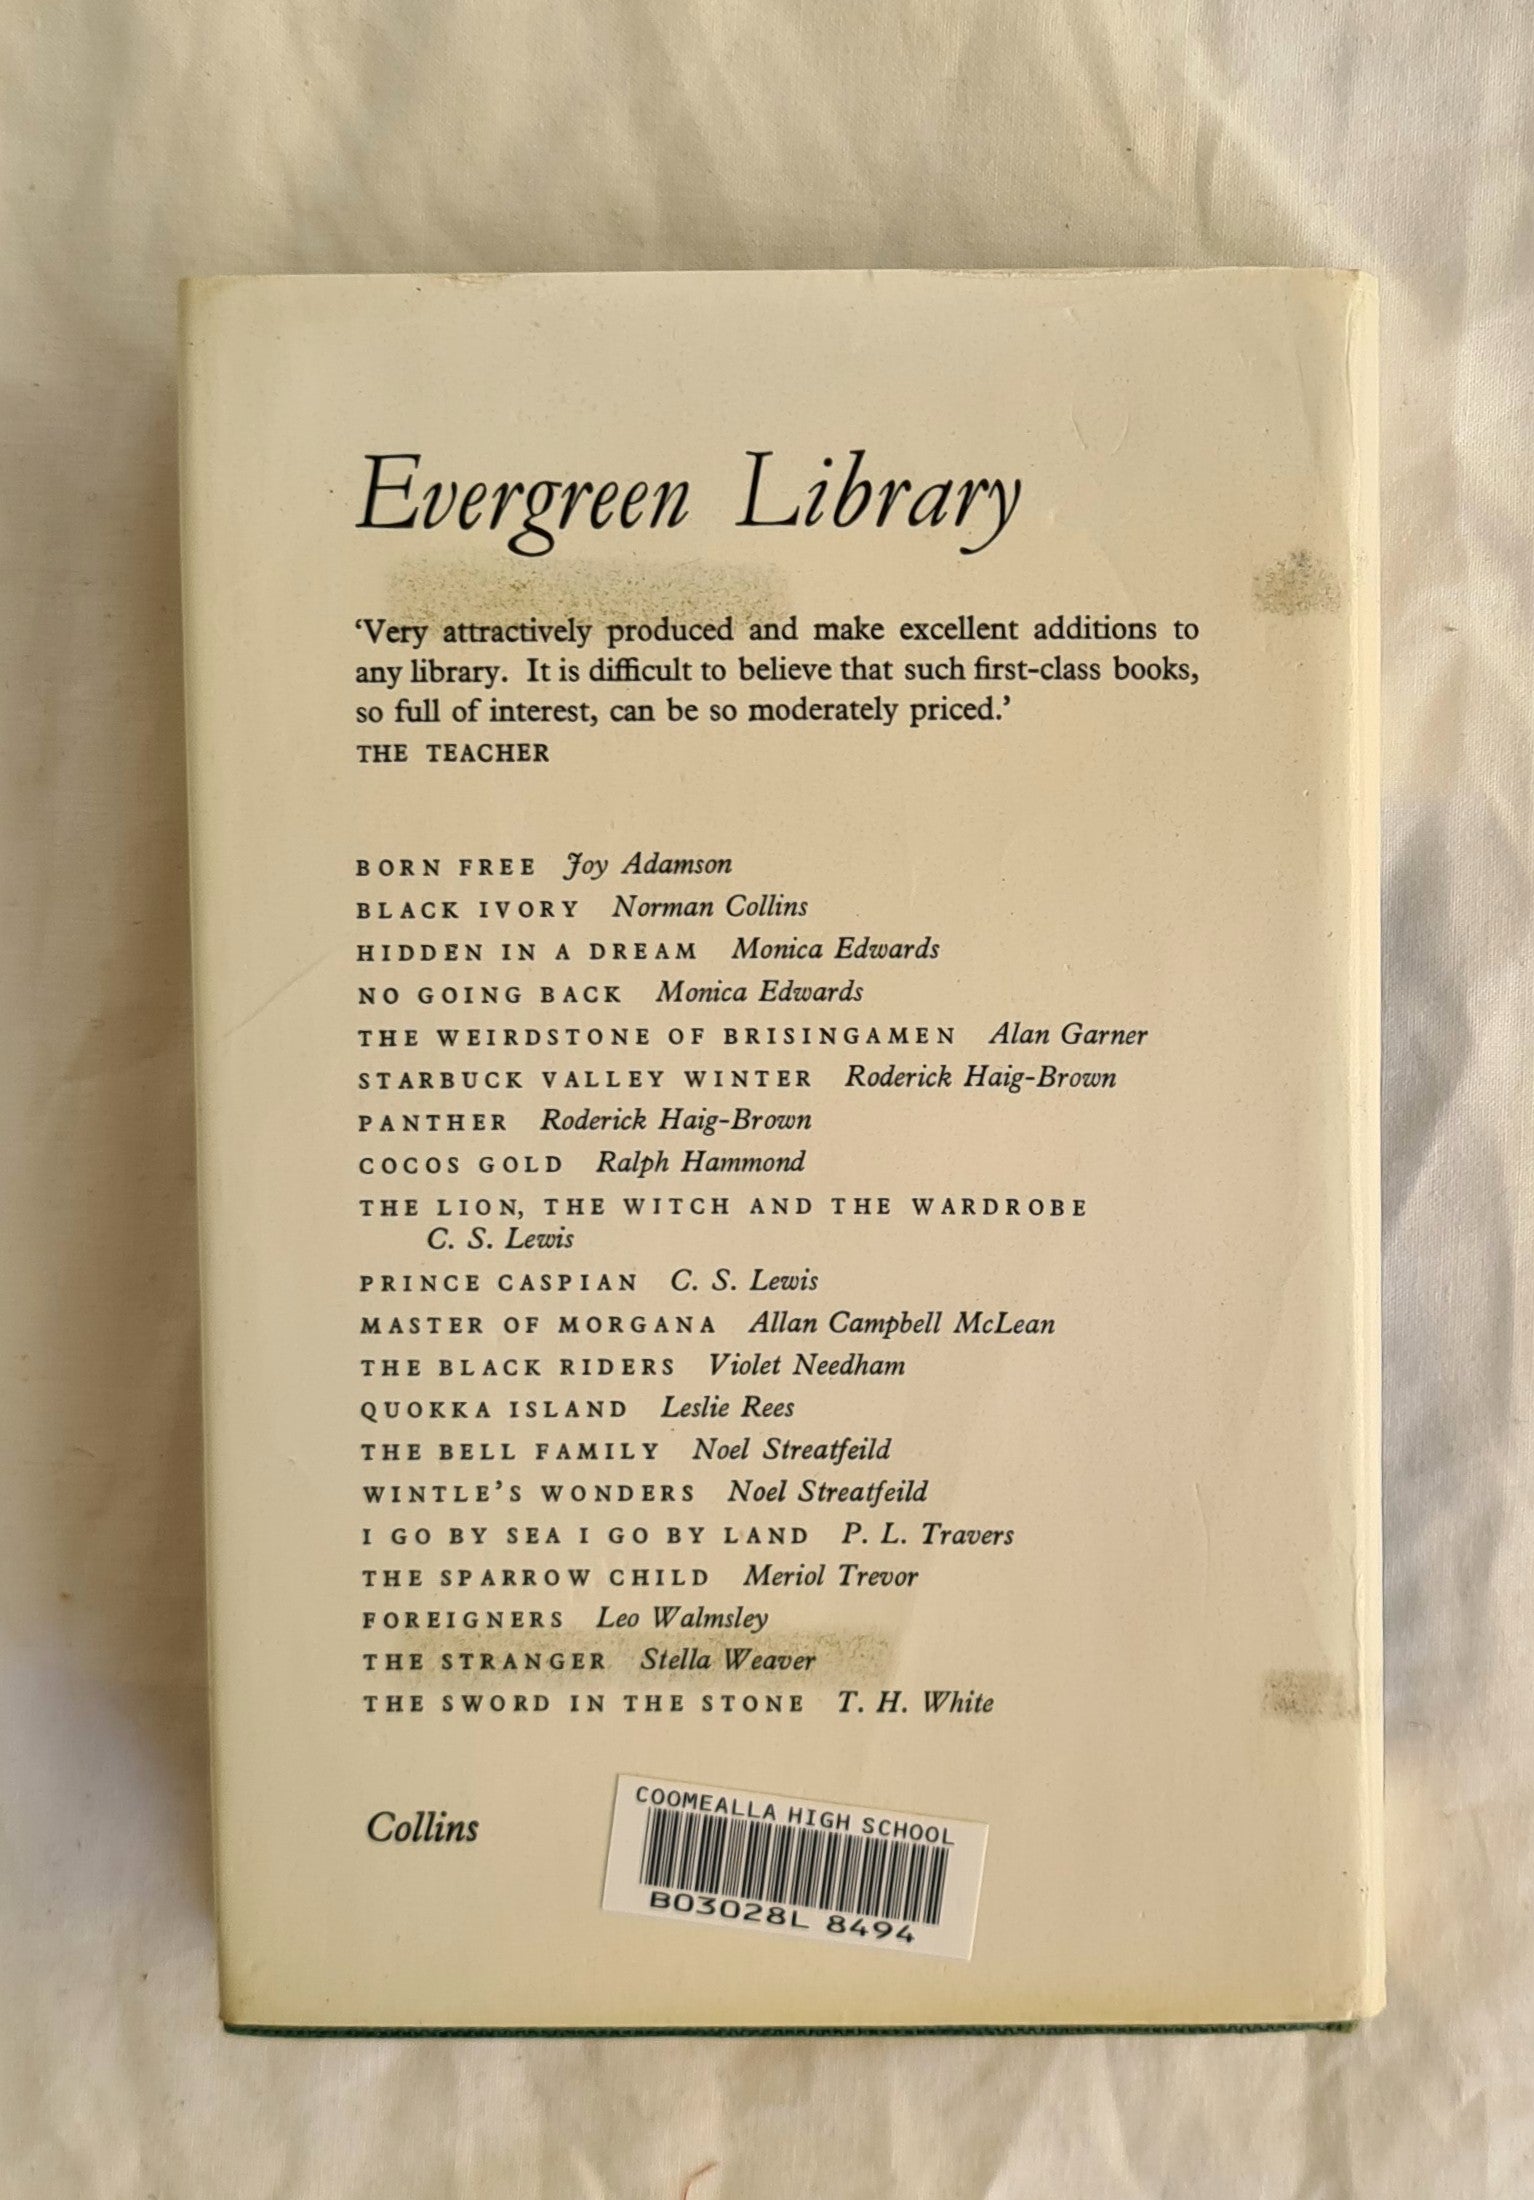 Evergreen Library
‘Very attractively produced and make excellent additions to
any library. It is difficult to believe that such first-class books,
so full of interest, can be so moderately priced.’
THE TEACHER
BORN FREE Joy Adamson
BLACK IVORY Norman Collins
HIDDEN IN A DREAM Monica Edwards
NO GOING BACK Monica Edwards
THE WEIRDSTONE OF BRISINGAMEN Alan Garner
STARBUCK VALLEY WINTER Roderick Haig-Brown
PANTHER Roderick Haig-Brown
COCOS GOLD Ralph Hammond
THE LION, THE WITCH AND THE WARDROBE
C. S. Lewis
PRINCE CASPIAN C. S. Lewis
MASTER OF MORGANA Allan Campbell McLean
THE BLACK RIDERS Violet Needham
QUOKKA ISLAND Leslie Rees
THE BELL FAMILY Noel Streatfeild
WINTLE’S WONDERS Noel Streatfeild
I GO BY SEA I GO BY LAND P. L. Travers
THE SPARROW CHILD Meriol Trevor
FOREIGNERS Leo Walmsley
THE STRANGER Stella Weaver
THE SWORD IN THE STONE T. H. White
Collins
COOMEALLA HIGH SCHOOL
B03028L 8494